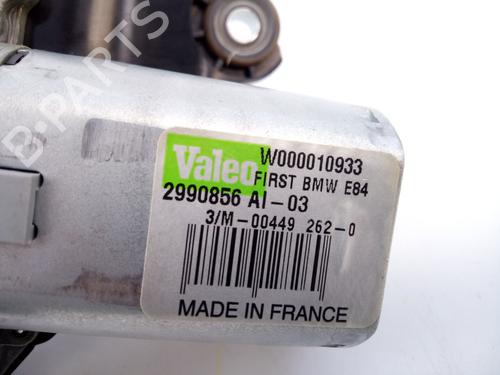 B-PARTS
Valeo
W000010933
FIRST BMW E84
2990856 AI-03
3/M-00449 262-0
MADE IN FRANCE